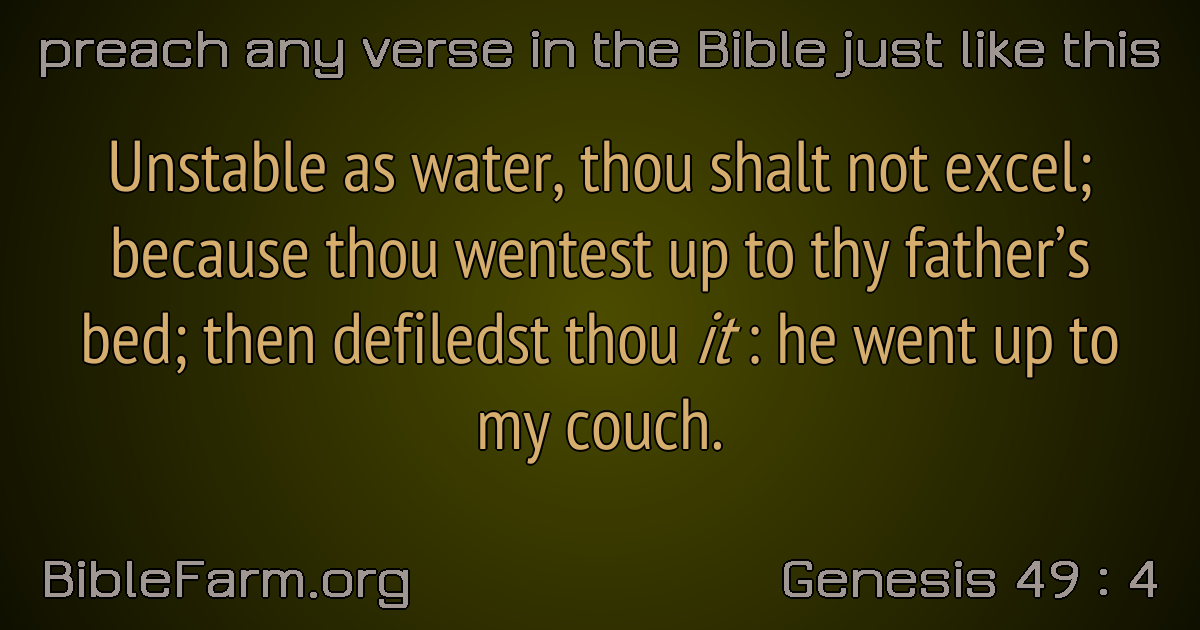 preach any verse in the Bible just like this
Unstable as water, thou shalt not excel;
because thou wentest up to thy father’s
bed; then defiledst thou it : he went up to
my couch.
BibleFarm.org
Genesis 49 : 4